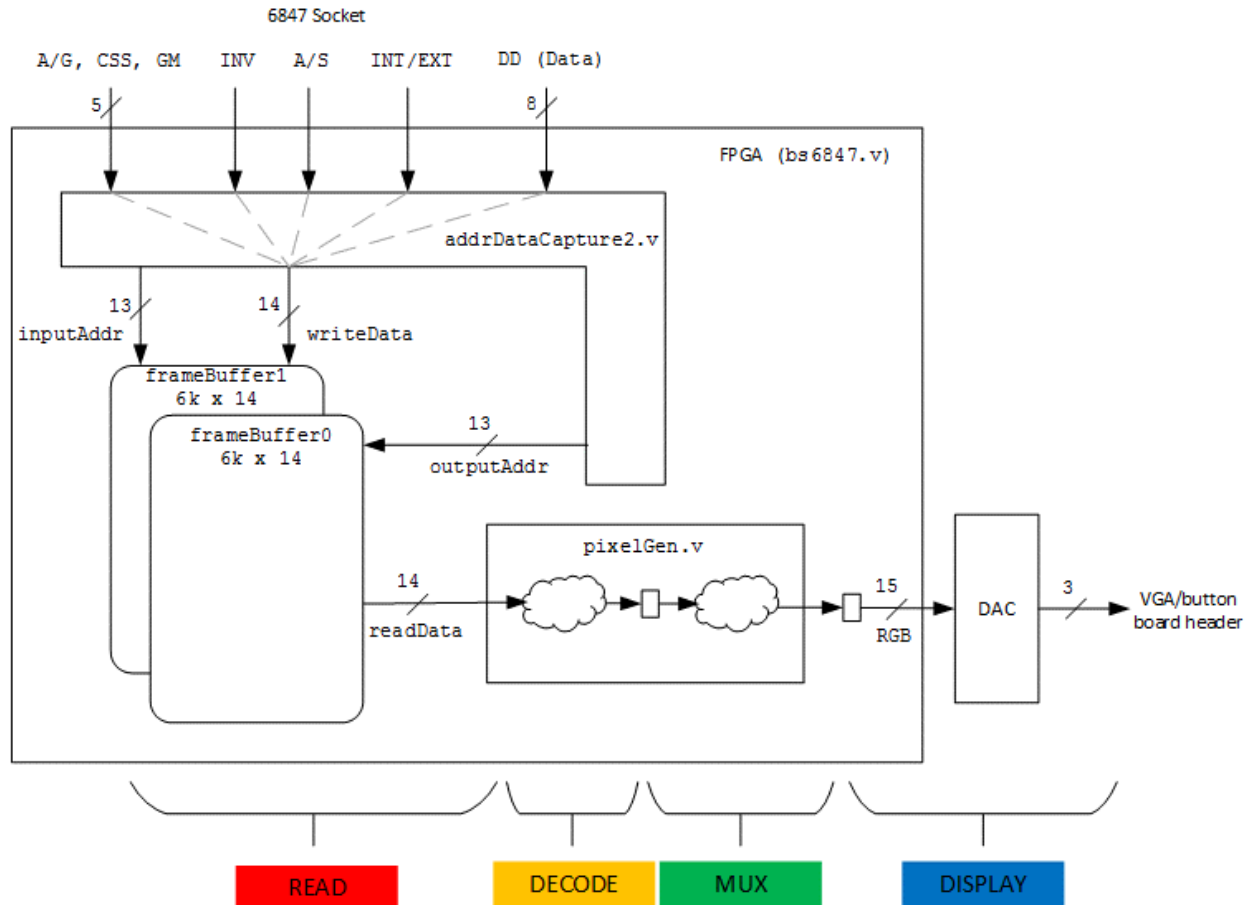 6847 Socket
A/G, CSS, GM INV A/S INT/EXT DD (Data)
5 8
FPGA (bs6847.v)
addrDataCapture2.v
13 14
inputAddr writeData
frameBuffer1
6k x 14
frameBuffer0
6k x 14
13
outputAddr
pixelGen.v
14
readData
15
RGB
DAC
3
VGA/button
board header
READ DECODE MUX DISPLAY